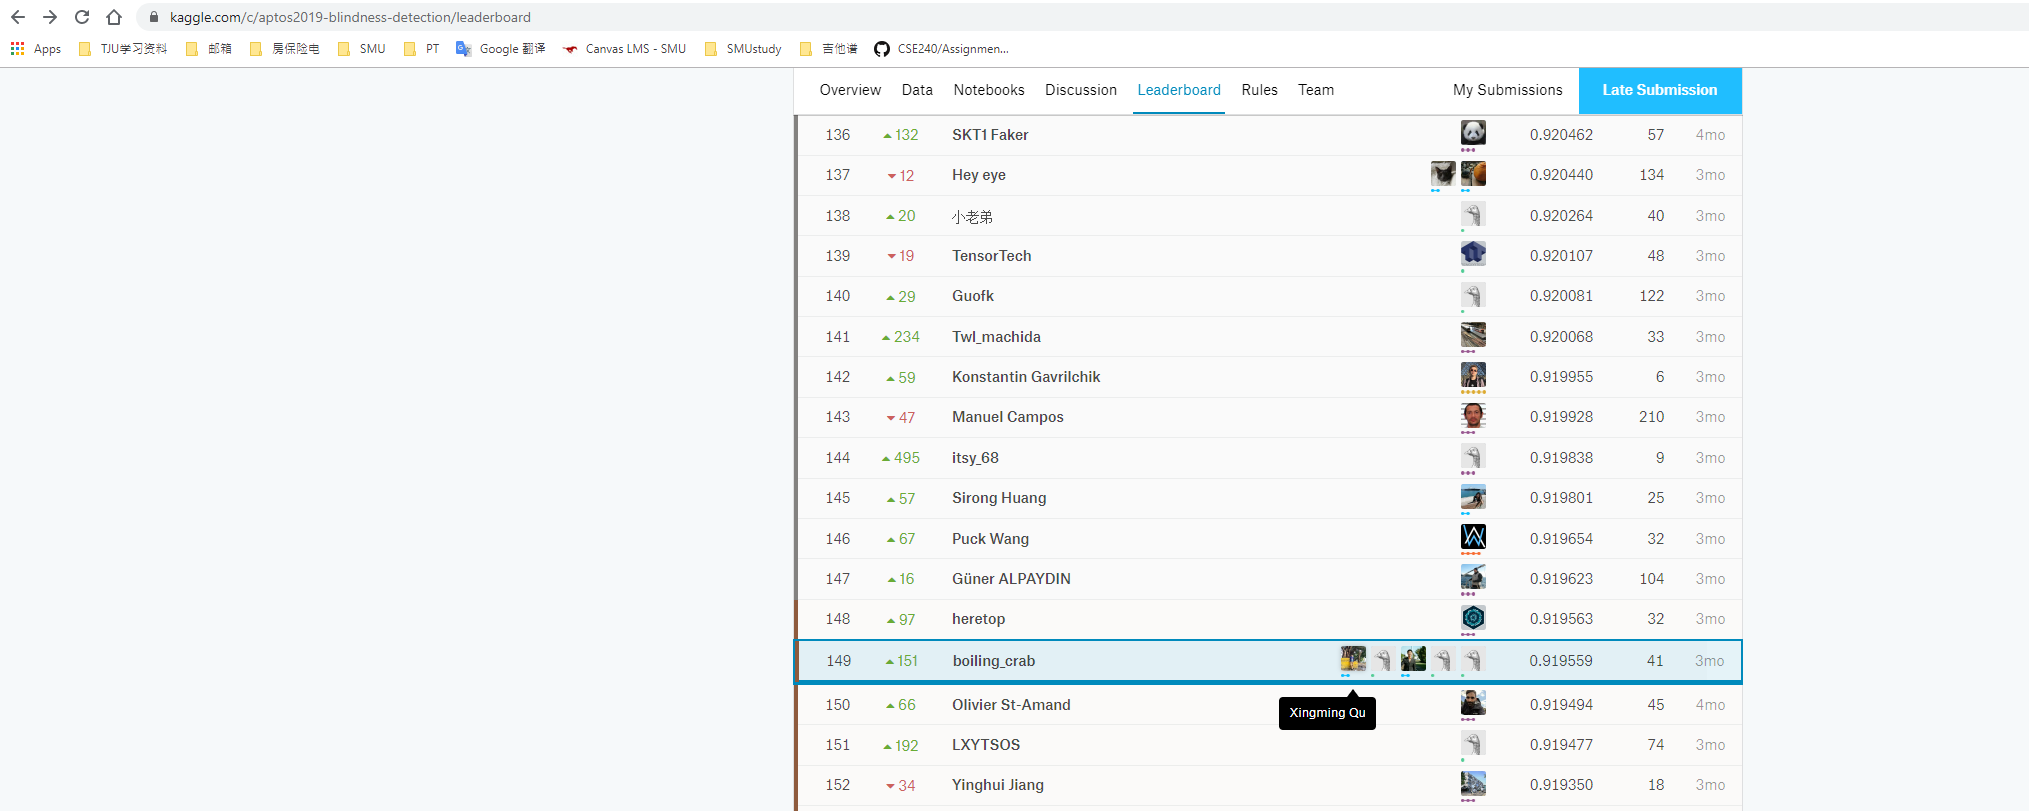 kaggle.com/c/aptos2019-blindness-detection/leaderboard
Apps TJU学习资料 邮箱 房保险电 SMU PT Google 翻译 Canvas LMS - SMU SMUstudy 吉他谱 CSE240/Assignmen...
Overview Data Notebooks Discussion Leaderboard Rules Team My Submissions Late Submission
136 132 SKT1 Faker 0.920462 57 4mo
137 12 Hey eye 0.920440 134 3mo
138 20 小老弟 0.920264 40 3mo
139 19 TensorTech 0.920107 48 3mo
140 29 Guofk 0.920081 122 3mo
141 234 Twl_machida 0.920068 33 3mo
142 59 Konstantin Gavrilchik 0.919955 6 3mo
143 47 Manuel Campos 0.919928 210 3mo
144 495 itsy_68 0.919838 9 3mo
145 57 Sirong Huang 0.919801 25 3mo
146 67 Puck Wang 0.919654 32 3mo
147 16 Güner ALPAYDIN 0.919623 104 3mo
148 97 heretop 0.919563 32 3mo
149 151 boiling_crab 0.919559 41 3mo
Xingming Qu
150 66 Olivier St-Amand 0.919494 45 4mo
151 192 LXYTSOS 0.919477 74 3mo
152 34 Yinghui Jiang 0.919350 18 3mo